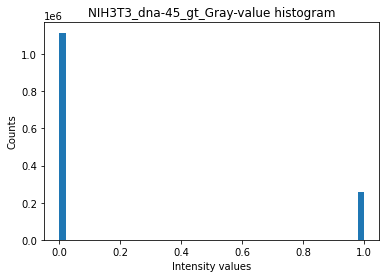 NIH3T3_dna-45_gt_Gray-value histogram
1e6
1.0
0.8
0.6
0.4
0.2
0.0
Counts
0.0 0.2 0.4 0.6 0.8 1.0
Intensity values